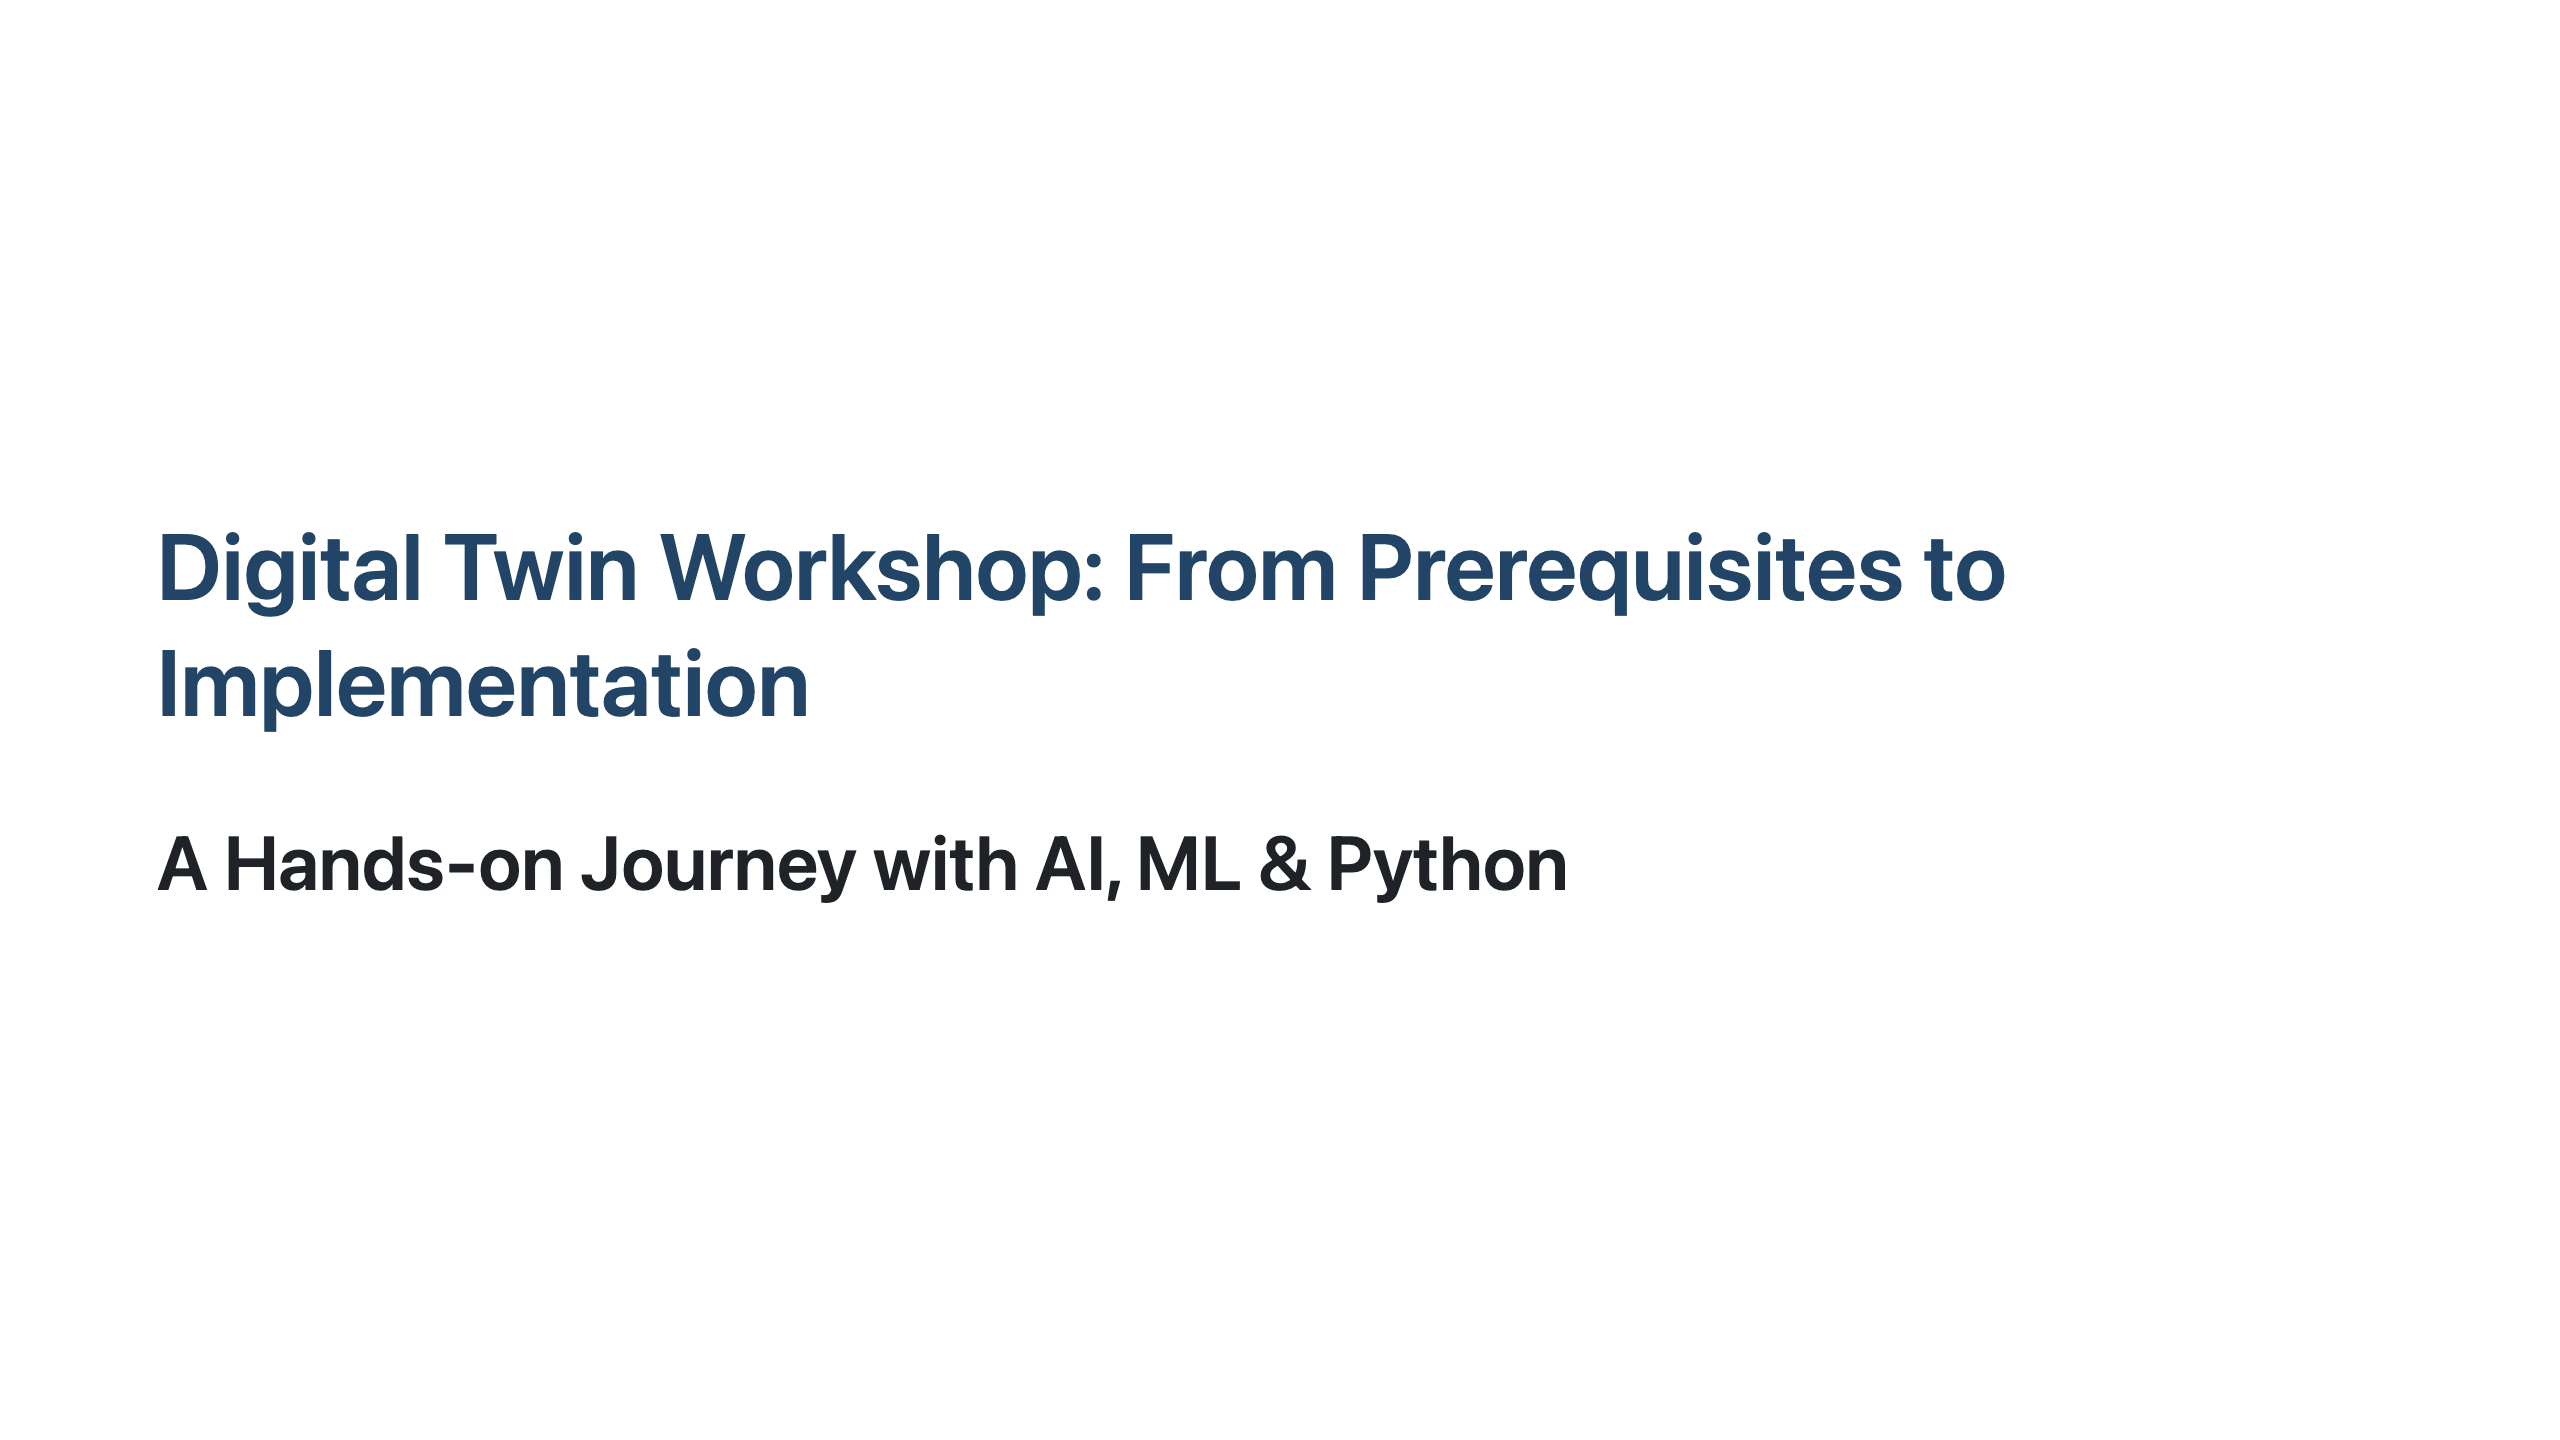 Digital Twin Workshop: From Prerequisites to
Implementation
A Hands-on Journey with AI, ML & Python